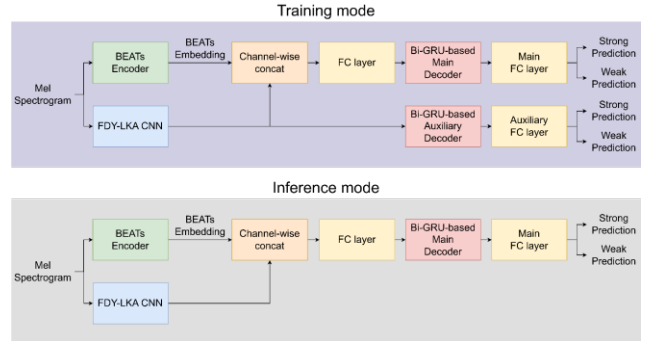 Training mode
Mel
Spectrogram
BEATs
Encoder
BEATs
Embedding
Channel-wise
concat
FC layer
Bi-GRU-based
Main
Decoder
Main
FC layer
Strong
Prediction
Weak
Prediction
FDY-LKA CNN
Bi-GRU-based
Auxiliary
Decoder
Auxiliary
FC layer
Strong
Prediction
Weak
Prediction
Inference mode
Mel
Spectrogram
BEATs
Encoder
BEATs
Embedding
Channel-wise
concat
FC layer
Bi-GRU-based
Main
Decoder
Main
FC layer
Strong
Prediction
Weak
Prediction
FDY-LKA CNN